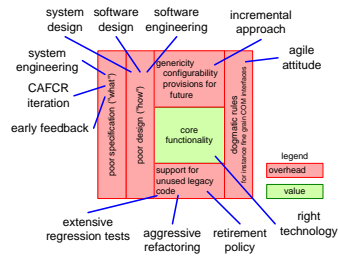 system
design
software
design
software
engineering
incremental
approach
system
engineering
agile
attitude
CAFCR
iteration
early feedback
poor specification ("what")
poor design ("how")
genericity
configurability
provisions for
future
core
functionality
support for
unused legacy
code
dogmatic rules
for instance fine grain COM interfaces
legend
overhead
value
extensive
regression tests
aggressive
refactoring
retirement
policy
right
technology